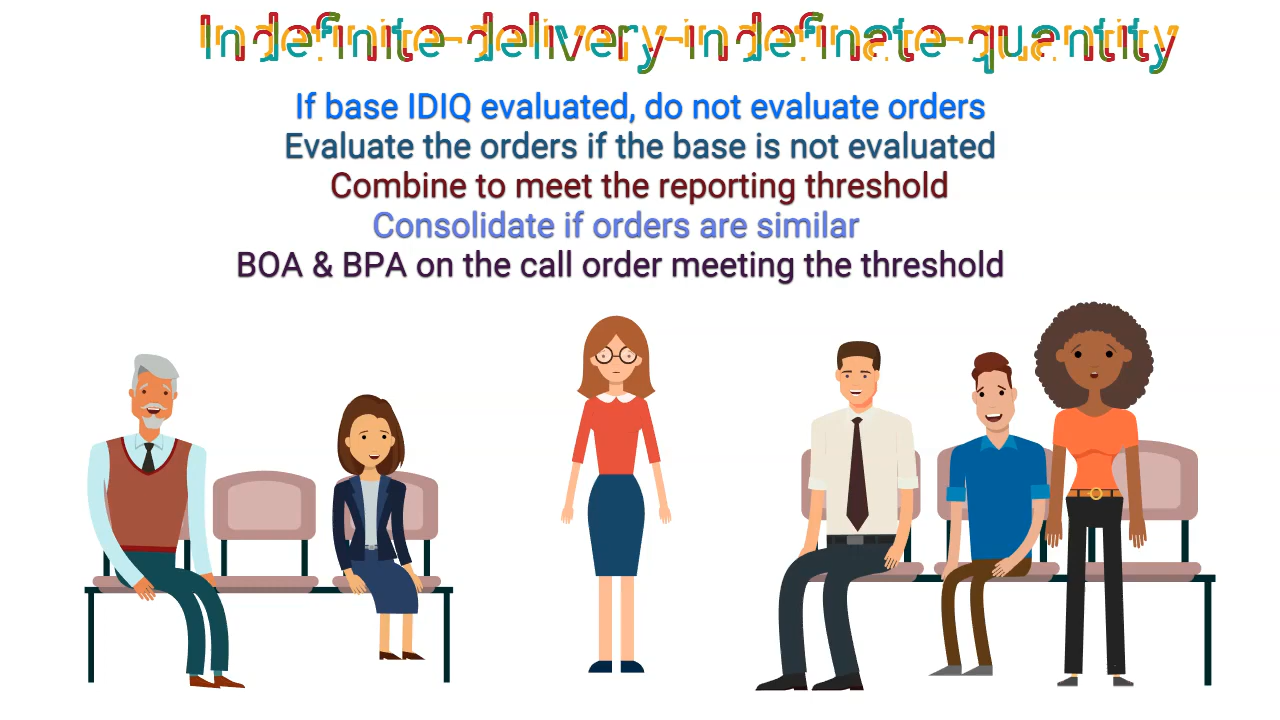 Indefinite-delivery-indefinate-quantity
If base IDIQ evaluated, do not evaluate orders
Evaluate the orders if the base is not evaluated
Combine to meet the reporting threshold
Consolidate if orders are similar
BOA & BPA on the call order meeting the threshold